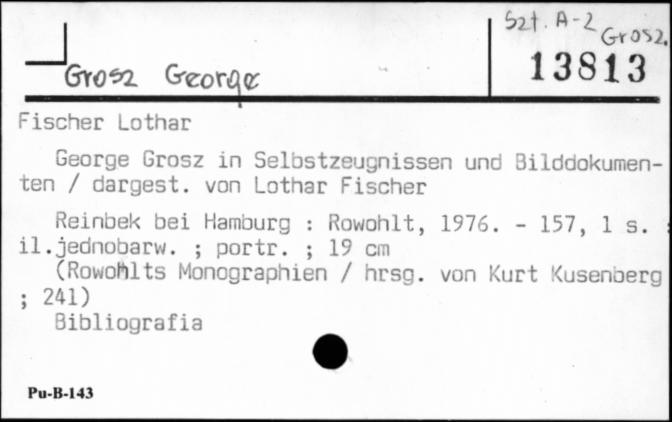 Szt. A-2
Grosz.
13813
Grosz George
Fischer Lothar
George Grosz in Selbstzeugnissen und Bilddokumen-
ten / dargest. von Lothar Fischer
Reinbek bei Hamburg : Rowohlt, 1976. - 157, 1 s. :
il.jednobarw. ; portr. ; 19 cm
(Rowohlts Monographien / hrsg. von Kurt Kusenberg
; 241)
Bibliografia
Pu-B-143